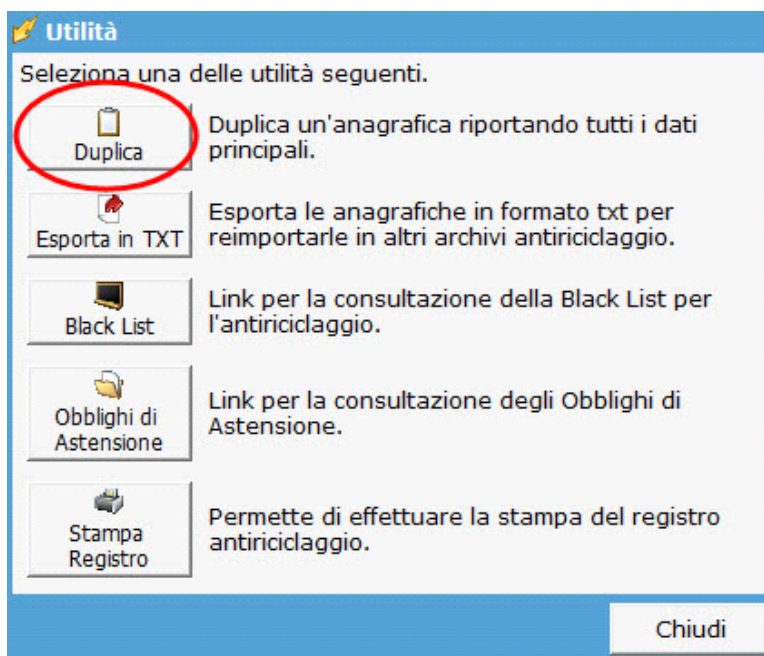 Utilità
Seleziona una delle utilità seguenti.
Duplica
Duplica un'anagrafica riportando tutti i dati
principali.
Esporta in TXT
Esporta le anagrafiche in formato txt per
reimportarle in altri archivi antiriciclaggio.
Black List
Link per la consultazione della Black List per
l'antiriciclaggio.
Obblighi di
Astensione
Link per la consultazione degli Obblighi di
Astensione.
Stampa
Registro
Permette di effettuare la stampa del registro
antiriciclaggio.
Chiudi